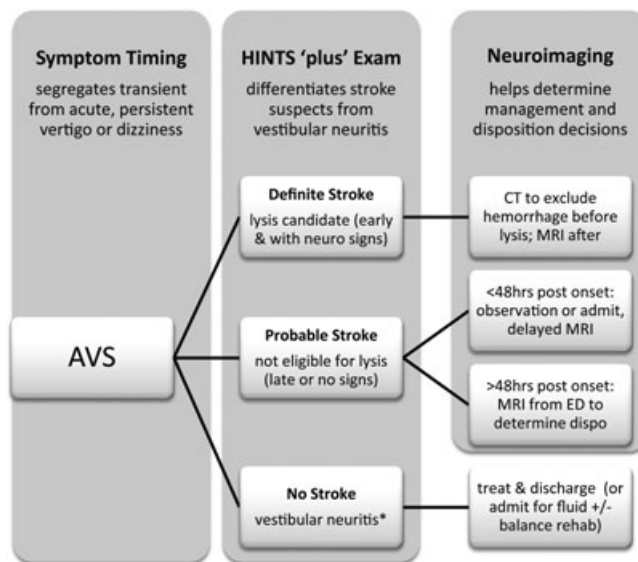 Symptom Timing
segregates transient
from acute, persistent
vertigo or dizziness
AVS
HINTS ‘plus’ Exam
differentiates stroke
suspects from
vestibular neuritis
Definite Stroke
lysis candidate (early
& with neuro signs)
Probable Stroke
not eligible for lysis
(late or no signs)
No Stroke
vestibular neuritis*
Neuroimaging
helps determine
management and
disposition decisions
CT to exclude
hemorrhage before
lysis; MRI after
<48hrs post onset:
observation or admit,
delayed MRI
>48hrs post onset:
MRI from ED to
determine dispo
treat & discharge (or
admit for fluid +/-
balance rehab)